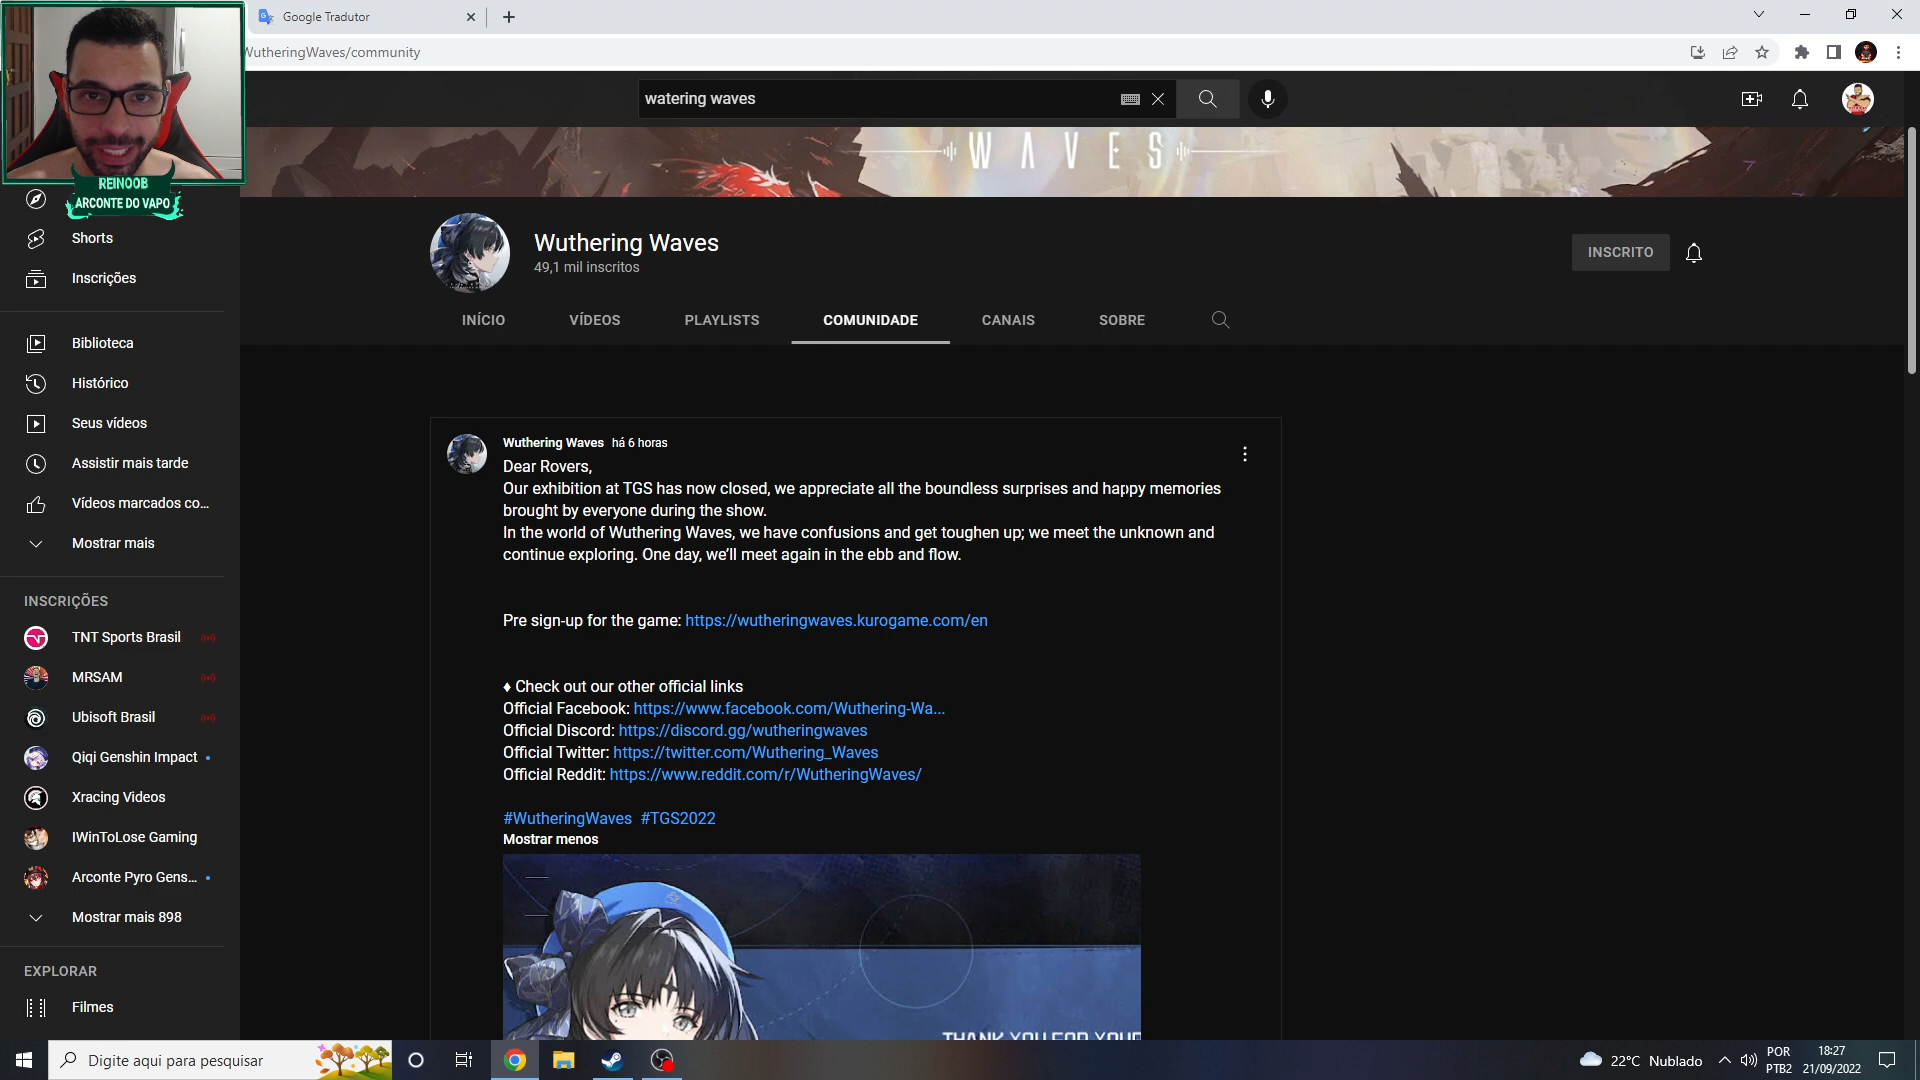 Google Tradutor
WutheringWaves/community
watering waves
REINOOB
ARCONTE DO VAPO
WAVES
Wuthering Waves
49,1 mil inscritos
INSCRITO
INÍCIO
VÍDEOS
PLAYLISTS
COMUNIDADE
CANAIS
SOBRE
Shorts
Inscrições
Biblioteca
Histórico
Seus vídeos
Assistir mais tarde
Vídeos marcados co...
Mostrar mais
INSCRIÇÕES
TNT Sports Brasil
MRSAM
Ubisoft Brasil
Qiqi Genshin Impact
Xracing Videos
IWinToLose Gaming
Arconte Pyro Gens...
Mostrar mais 898
EXPLORAR
Filmes
Wuthering Waves há 6 horas
Dear Rovers,
Our exhibition at TGS has now closed, we appreciate all the boundless surprises and happy memories
brought by everyone during the show.
In the world of Wuthering Waves, we have confusions and get toughen up; we meet the unknown and
continue exploring. One day, we'll meet again in the ebb and flow.
Pre sign-up for the game: https://wutheringwaves.kurogame.com/en
♦ Check out our other official links
Official Facebook: https://www.facebook.com/Wuthering-Wa...
Official Discord: https://discord.gg/wutheringwaves
Official Twitter: https://twitter.com/Wuthering_Waves
Official Reddit: https://www.reddit.com/r/WutheringWaves/
#WutheringWaves #TGS2022
Mostrar menos
THANK YOU FOR YOUR
Digite aqui para pesquisar
22°C Nublado
POR
PTB2
18:27
21/09/2022